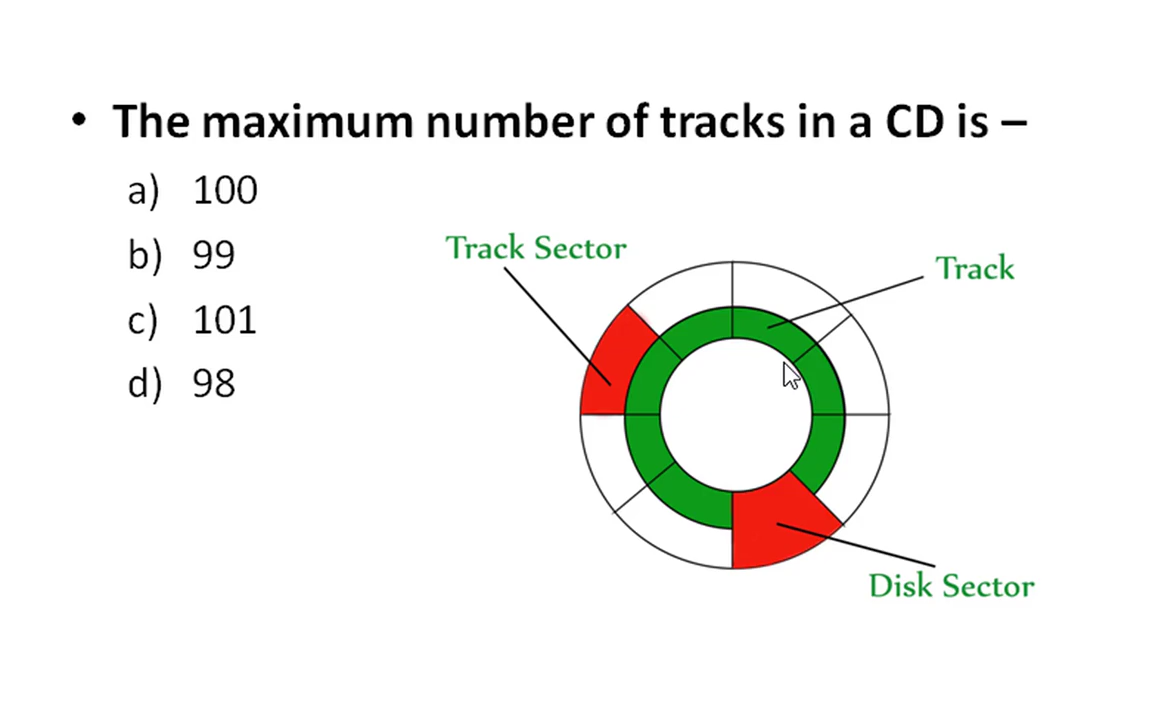 • The maximum number of tracks in a CD is –
a) 100
b) 99
c) 101
d) 98
Track Sector
Track
Disk Sector